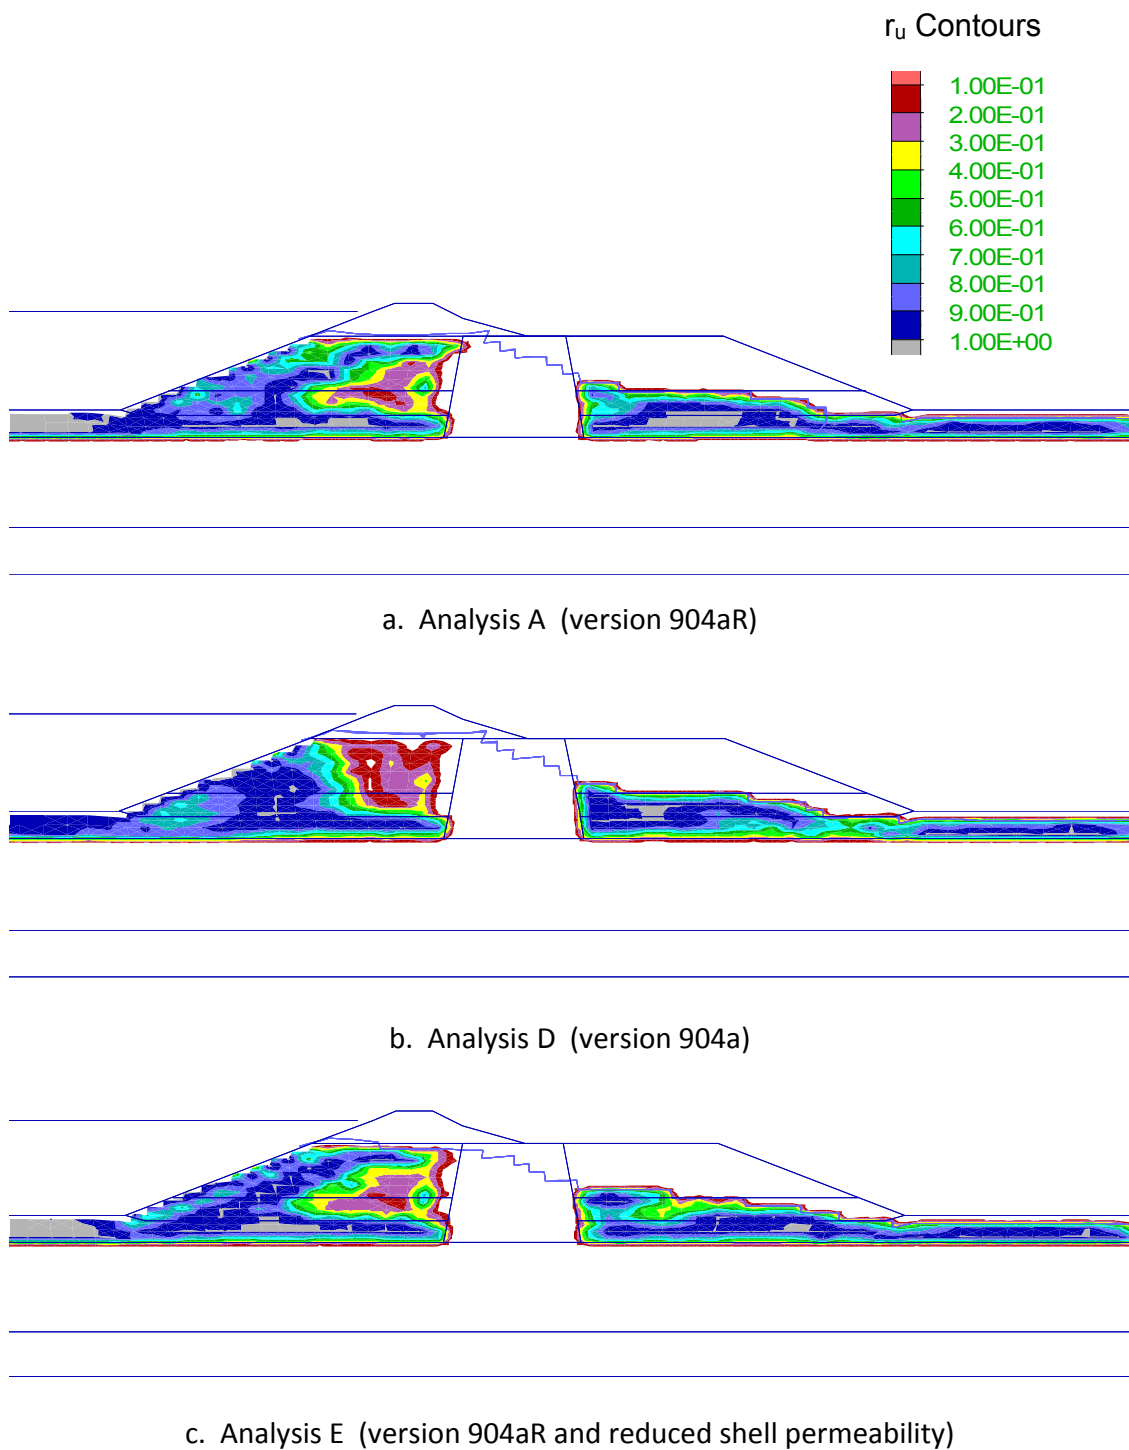 rᵤ Contours
1.00E-01
2.00E-01
3.00E-01
4.00E-01
5.00E-01
6.00E-01
7.00E-01
8.00E-01
9.00E-01
1.00E+00
a. Analysis A (version 904aR)
b. Analysis D (version 904a)
c. Analysis E (version 904aR and reduced shell permeability)